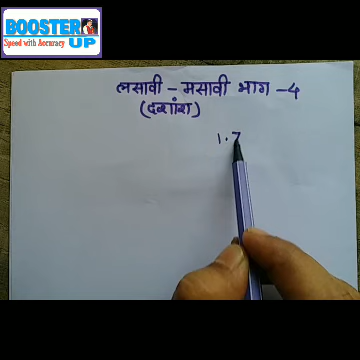 BOOSTER
Speed with Accuracy UP
लसावी - मसावी भाग - 4
(दशांश)
1.7